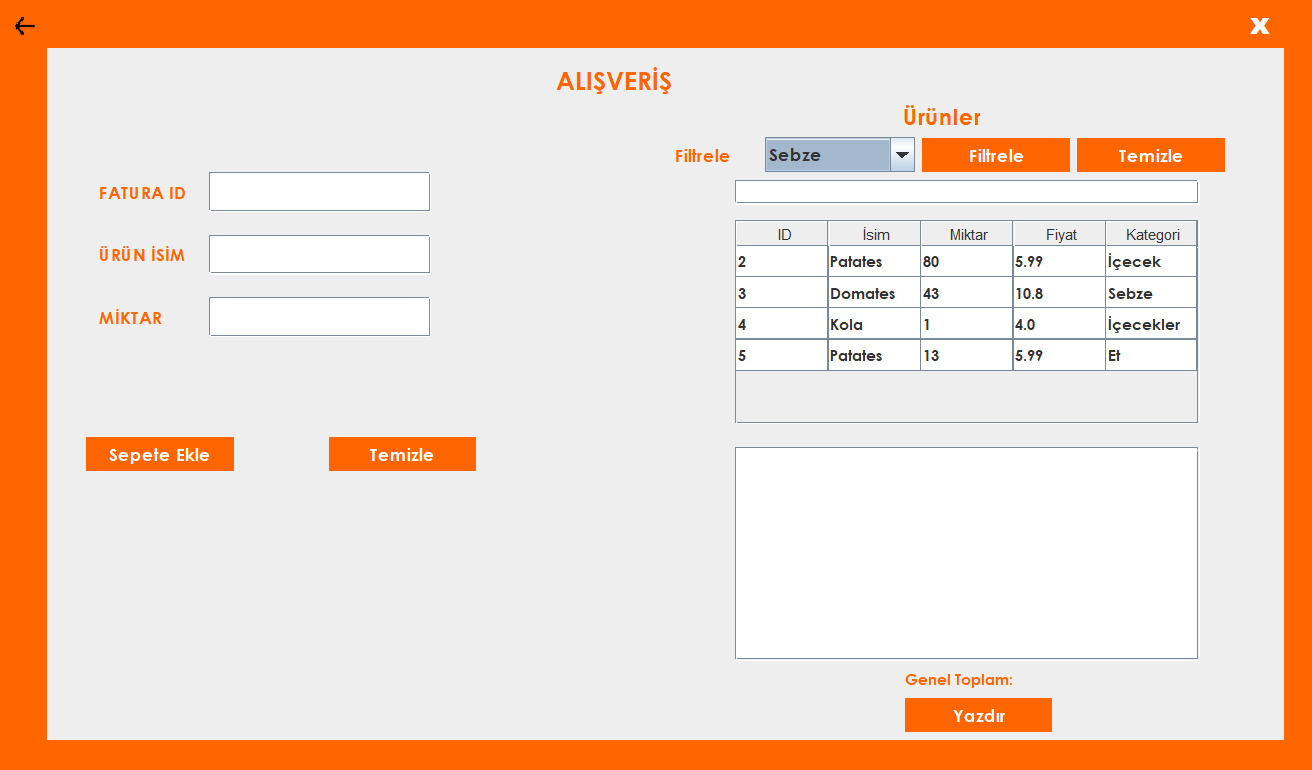 X
ALIŞVERİŞ
Ürünler
Filtrele Sebze Filtrele Temizle
FATURA ID
ÜRÜN İSİM
MİKTAR
ID İsim Miktar Fiyat Kategori
2 Patates 80 5.99 İçecek
3 Domates 43 10.8 Sebze
4 Kola 1 4.0 İçecekler
5 Patates 13 5.99 Et
Sepete Ekle Temizle
Genel Toplam:
Yazdır